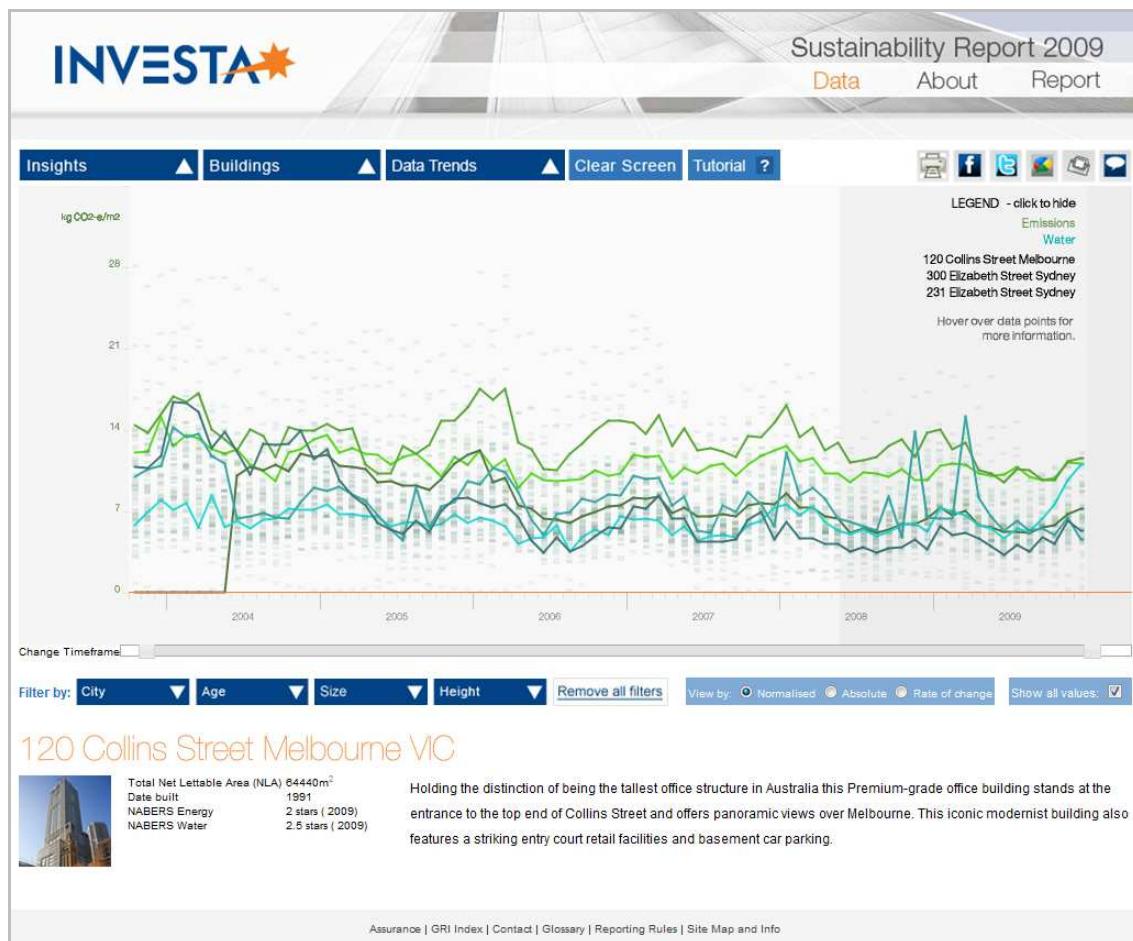 INVESTA
Sustainability Report 2009
Data About Report
Insights Buildings Data Trends Clear Screen Tutorial ?
kg CO2-e/m2
28
21
14
7
0
LEGEND - click to hide
Emissions
Water
120 Collins Street Melbourne
300 Elizabeth Street Sydney
231 Elizabeth Street Sydney
Hover over data points for
more information.
2004 2005 2006 2007 2008 2009
Change Timeframe
Filter by: City Age Size Height Remove all filters View by: Normalised Absolute Rate of change Show all values:
120 Collins Street Melbourne VIC
Total Net Lettable Area (NLA) 64440m2
Date built 1991
NABERS Energy 2 stars ( 2009)
NABERS Water 2.5 stars ( 2009)
Holding the distinction of being the tallest office structure in Australia this Premium-grade office building stands at the
entrance to the top end of Collins Street and offers panoramic views over Melbourne. This iconic modernist building also
features a striking entry court retail facilities and basement car parking.
Assurance | GRI Index | Contact | Glossary | Reporting Rules | Site Map and Info